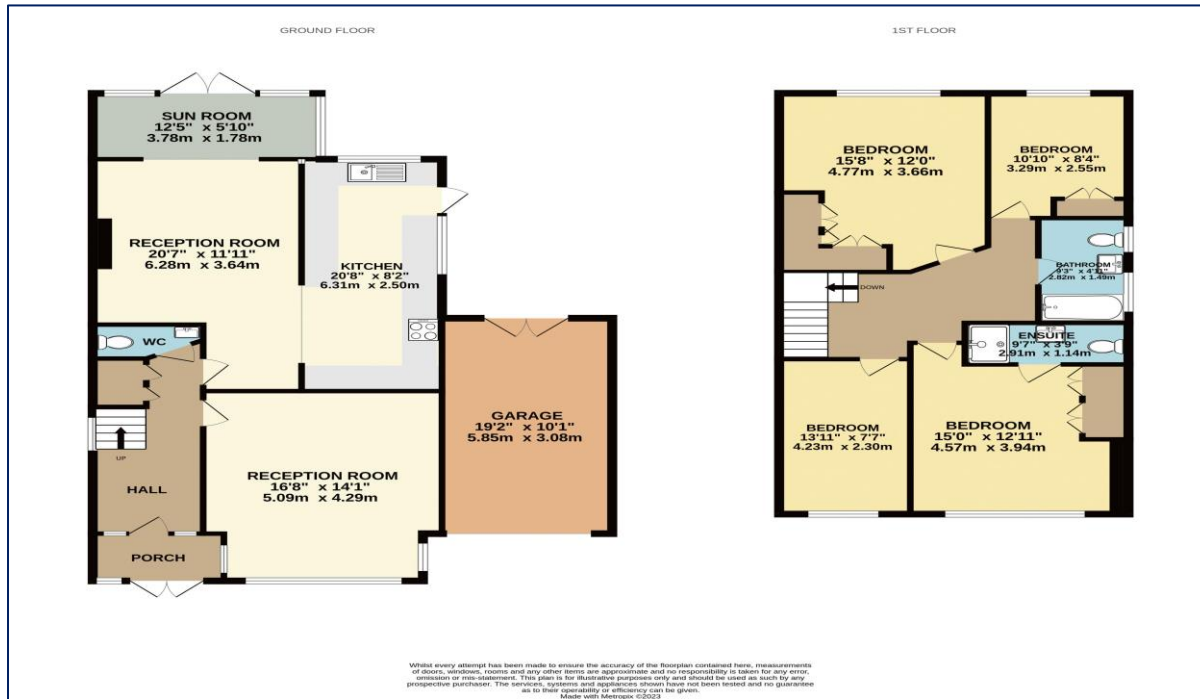 GROUND FLOOR
SUN ROOM
12'5" x 5'10"
3.78m x 1.78m
RECEPTION ROOM
20'7" x 11'11"
6.28m x 3.64m
KITCHEN
20'8" x 8'2"
6.31m x 2.50m
WC
UP
HALL
PORCH
RECEPTION ROOM
16'8" x 14'1"
5.09m x 4.29m
GARAGE
19'2" x 10'1"
5.85m x 3.08m
1ST FLOOR
BEDROOM
15'8" x 12'0"
4.77m x 3.66m
BEDROOM
10'10" x 8'4"
3.29m x 2.55m
BATHROOM
9'3" x 4'11"
2.82m x 1.49m
DOWN
ENSUITE
9'7" x 3'9"
2.91m x 1.14m
BEDROOM
13'11" x 7'7"
4.23m x 2.30m
BEDROOM
15'0" x 12'11"
4.57m x 3.94m
Whilst every attempt has been made to ensure the accuracy of the floorplan contained here, measurements
of doors, windows, rooms and any other items are approximate and no responsibility is taken for any error,
omission or mis-statement. This plan is for illustrative purposes only and should be used as such by any
prospective purchaser. The services, systems and appliances shown have not been tested and no guarantee
as to their operability or efficiency can be given.
Made with Metropix ©2023